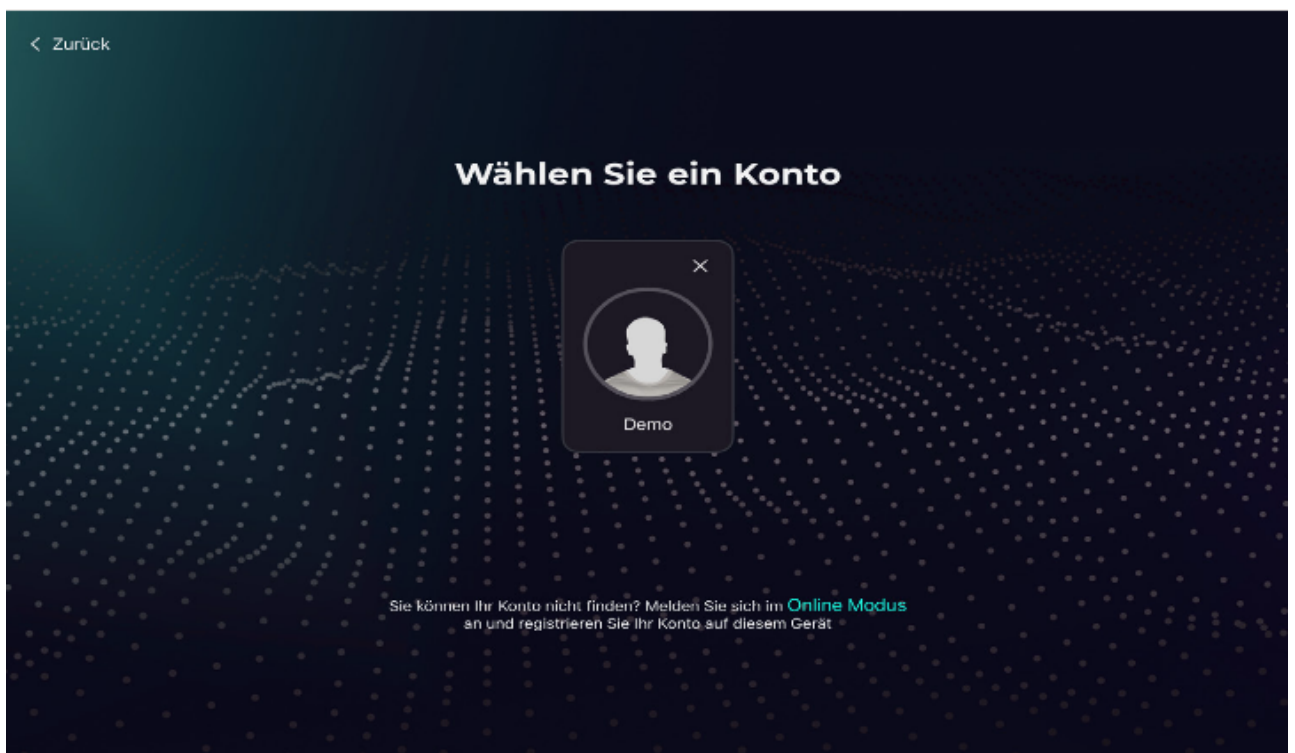 Zurück
Wählen Sie ein Konto
Demo
Sie können Ihr Konto nicht finden? Melden Sie sich im Online Modus
an und registrieren Sie Ihr Konto auf diesem Gerät